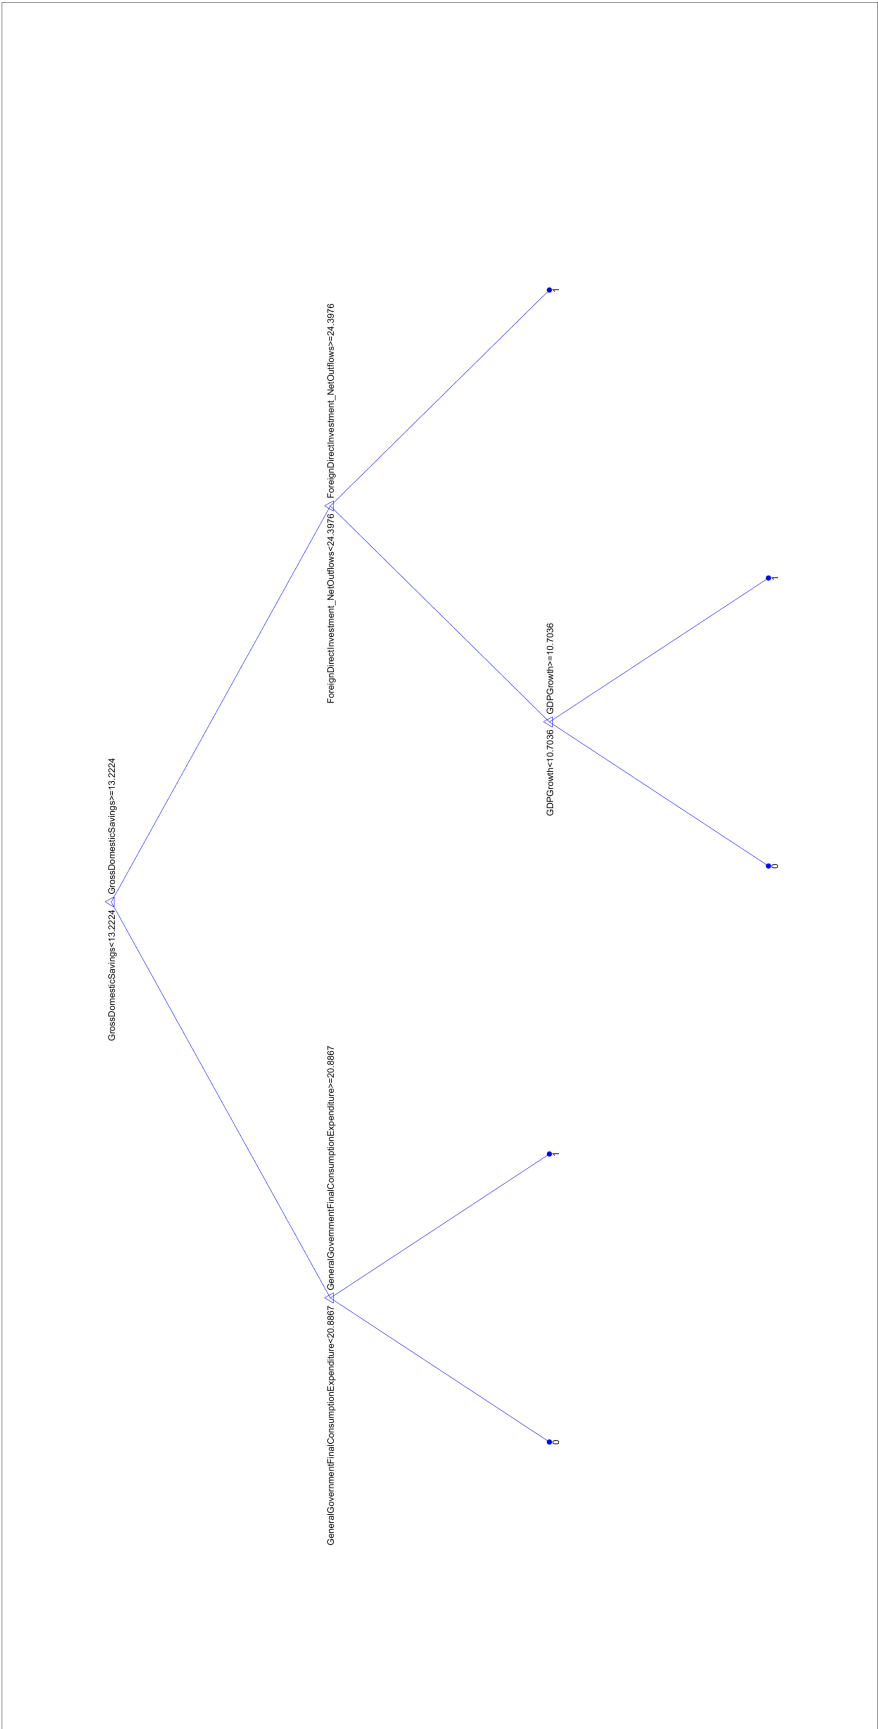 GrossDomesticSavings<13.2224
GrossDomesticSavings>=13.2224
GeneralGovernmentFinalConsumptionExpenditure<20.8867
GeneralGovernmentFinalConsumptionExpenditure>=20.8867
ForeignDirectInvestment_NetOutflows<24.3976
ForeignDirectInvestment_NetOutflows>=24.3976
0
1
GDPGrowth<10.7036
GDPGrowth>=10.7036
1
0
1